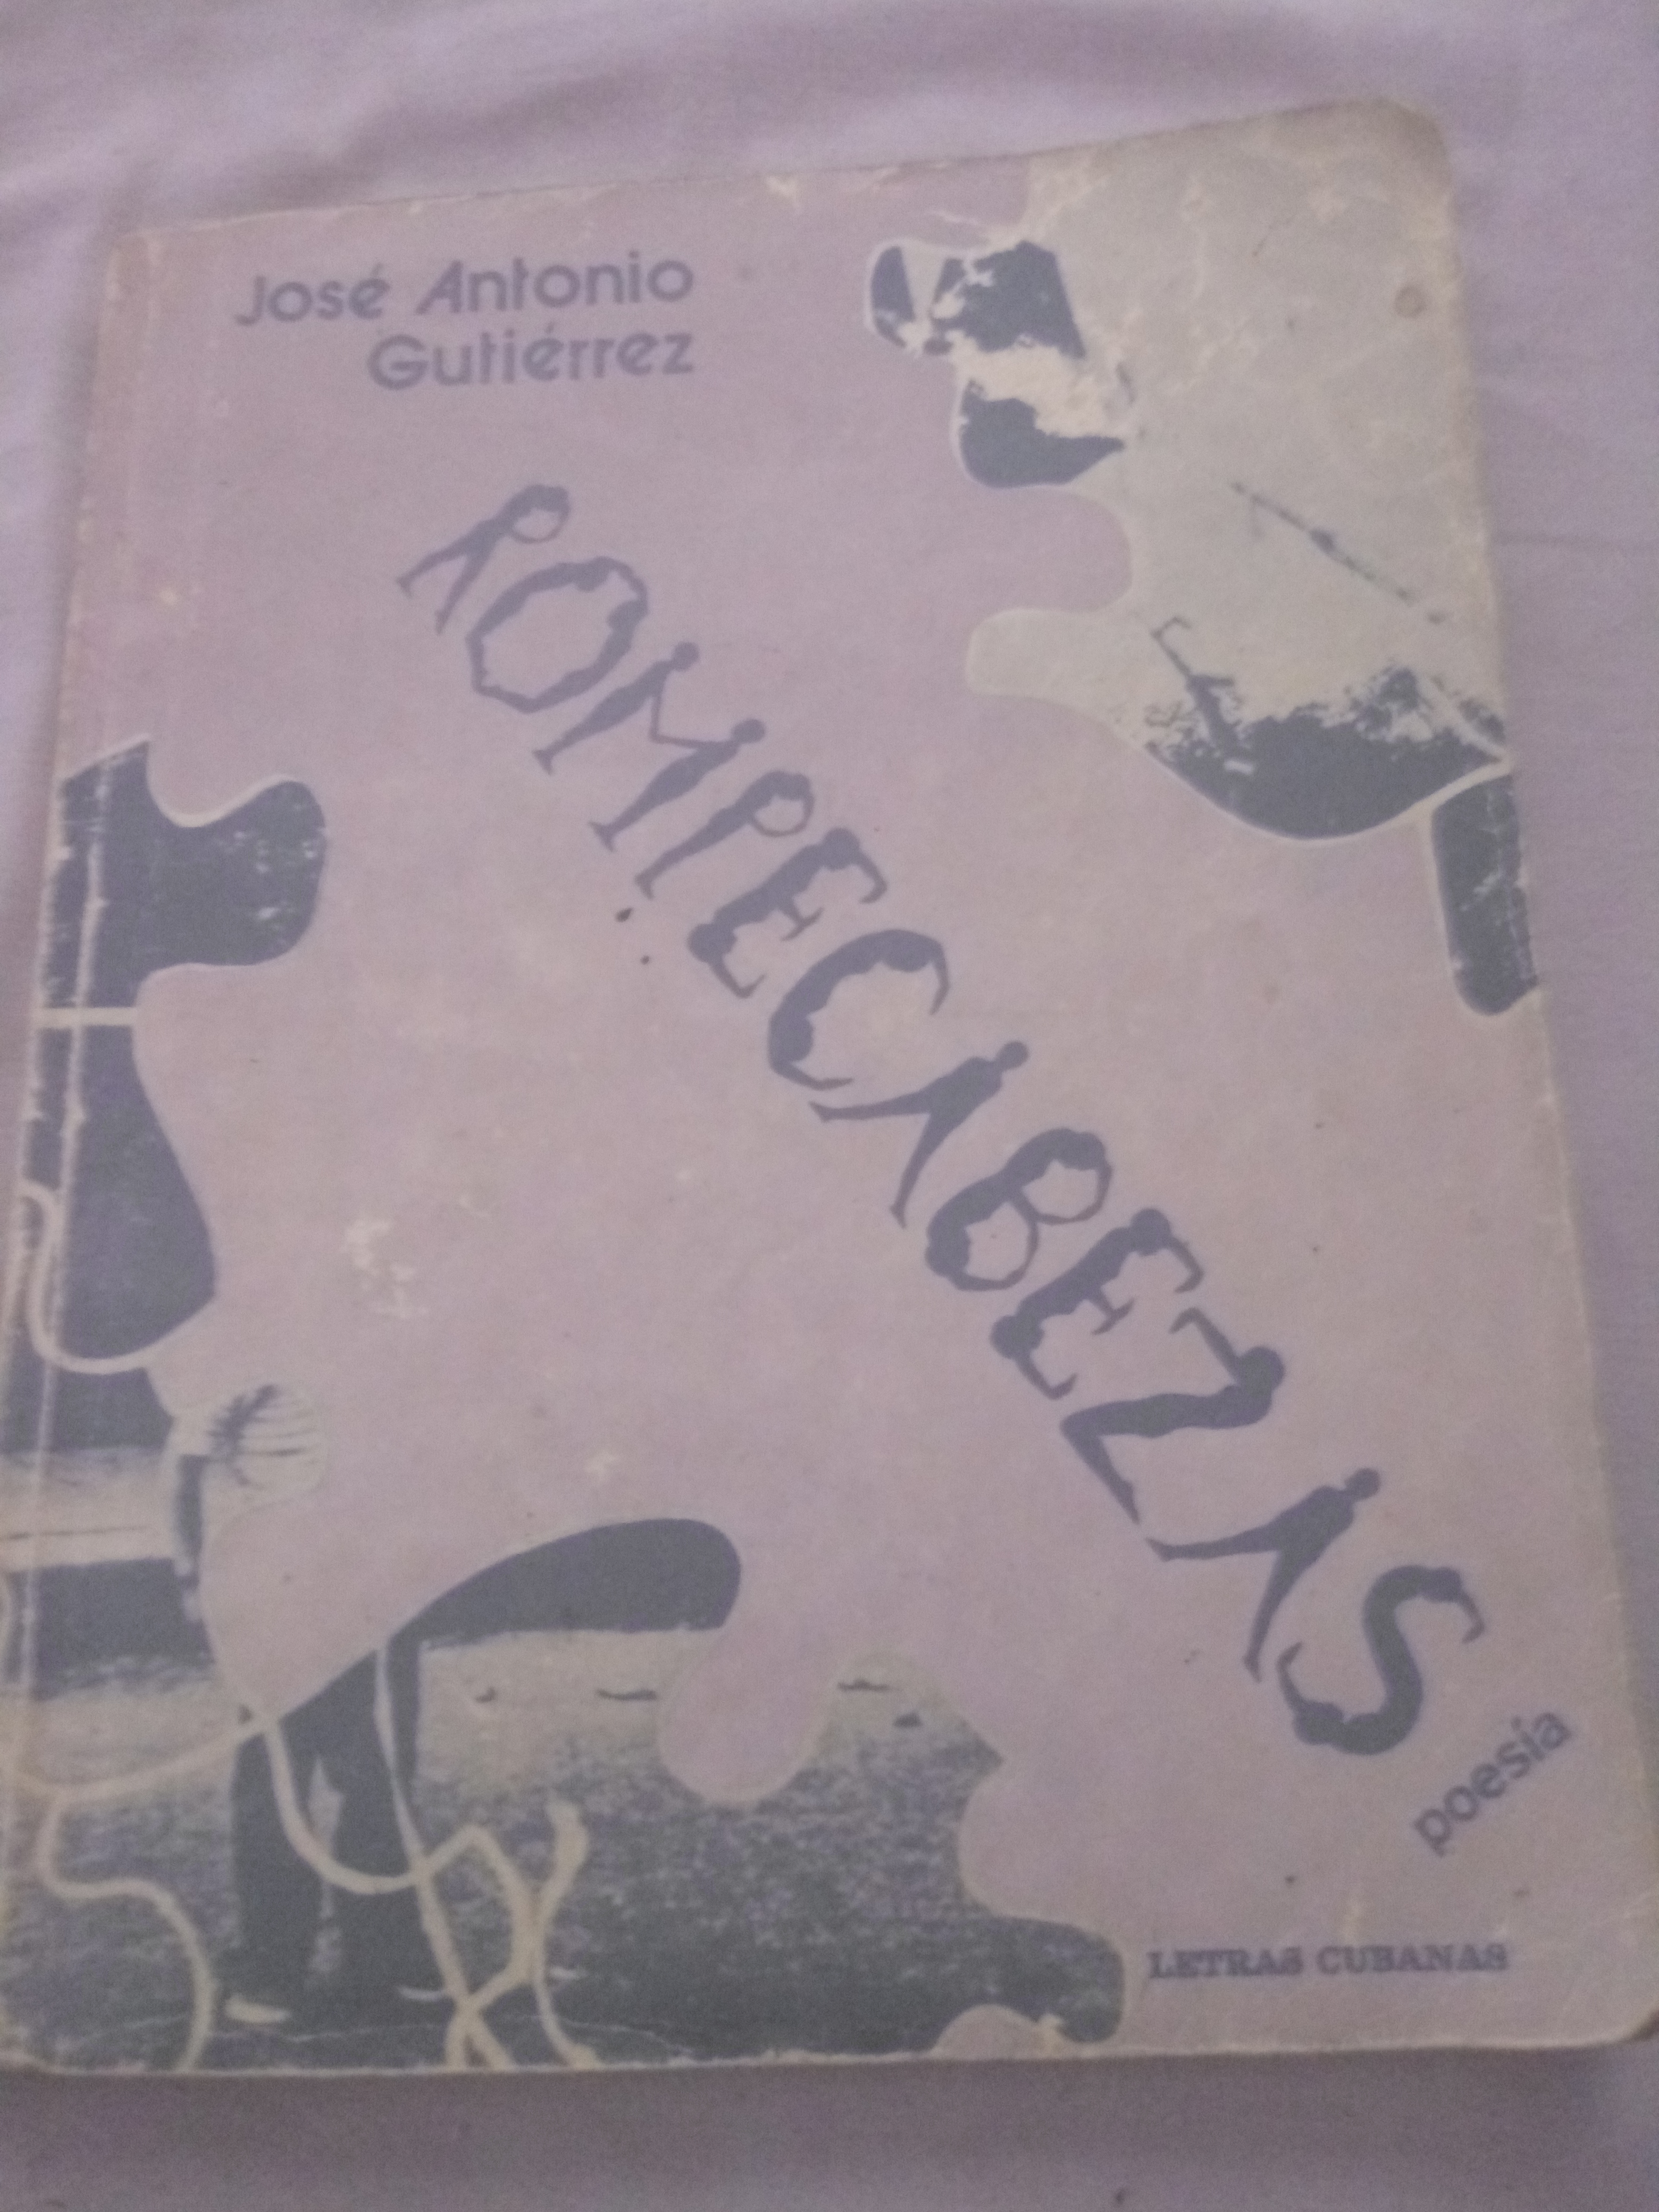 José Antonio
Gutiérrez
ROMPECABEZAS
poesía
LETRAS CUBANAS